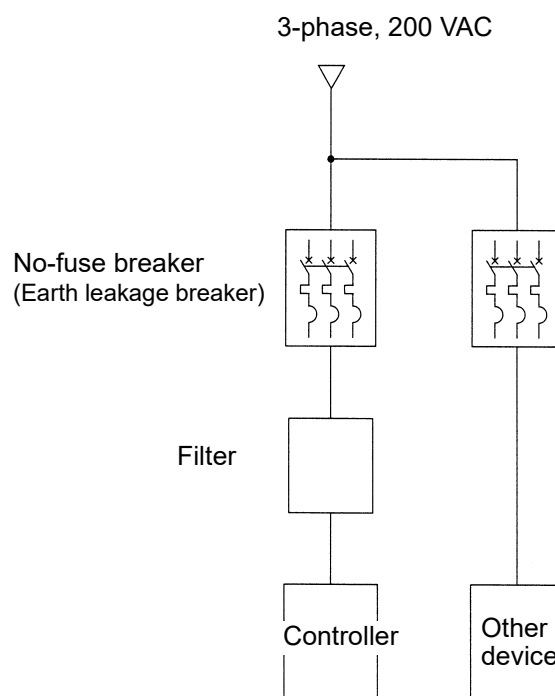 3-phase, 200 VAC
No-fuse breaker
(Earth leakage breaker)
Filter
Controller
Other
device